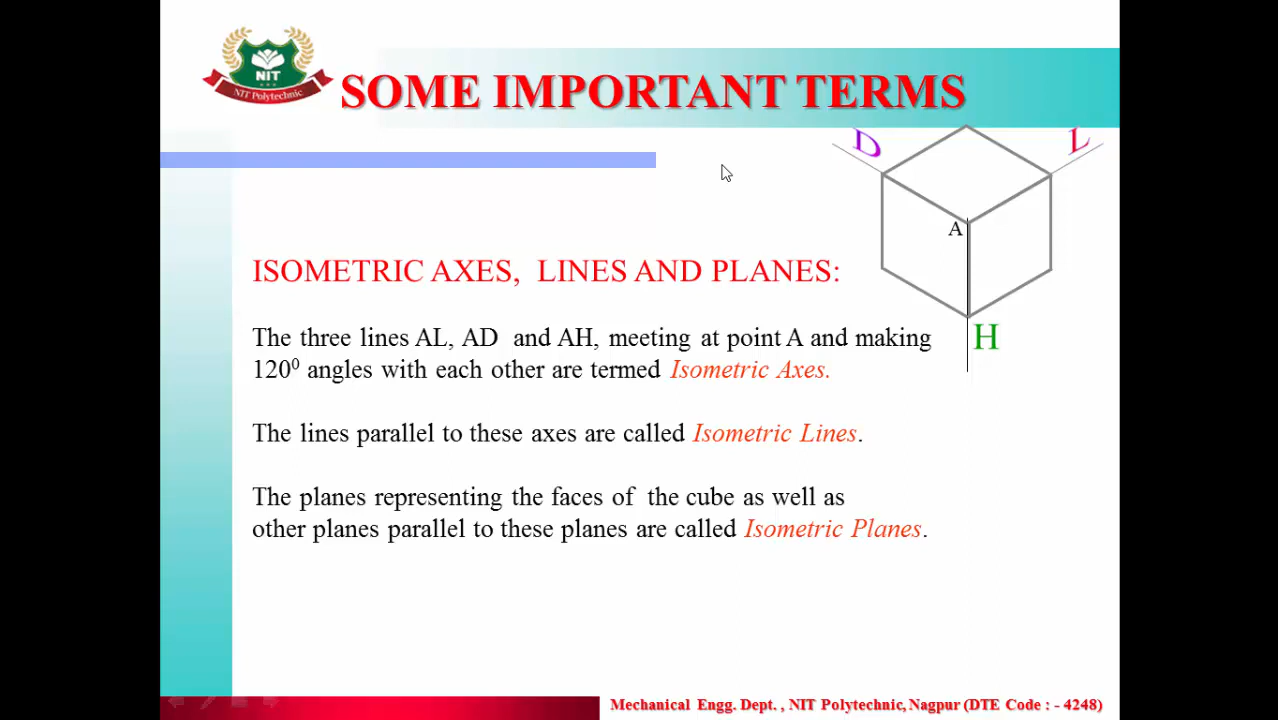 NIT
NIT Polytechnic
SOME IMPORTANT TERMS
D
L
A
ISOMETRIC AXES, LINES AND PLANES:
H
The three lines AL, AD and AH, meeting at point A and making
120⁰ angles with each other are termed Isometric Axes.
The lines parallel to these axes are called Isometric Lines.
The planes representing the faces of the cube as well as
other planes parallel to these planes are called Isometric Planes.
Mechanical Engg. Dept. , NIT Polytechnic, Nagpur (DTE Code : - 4248)